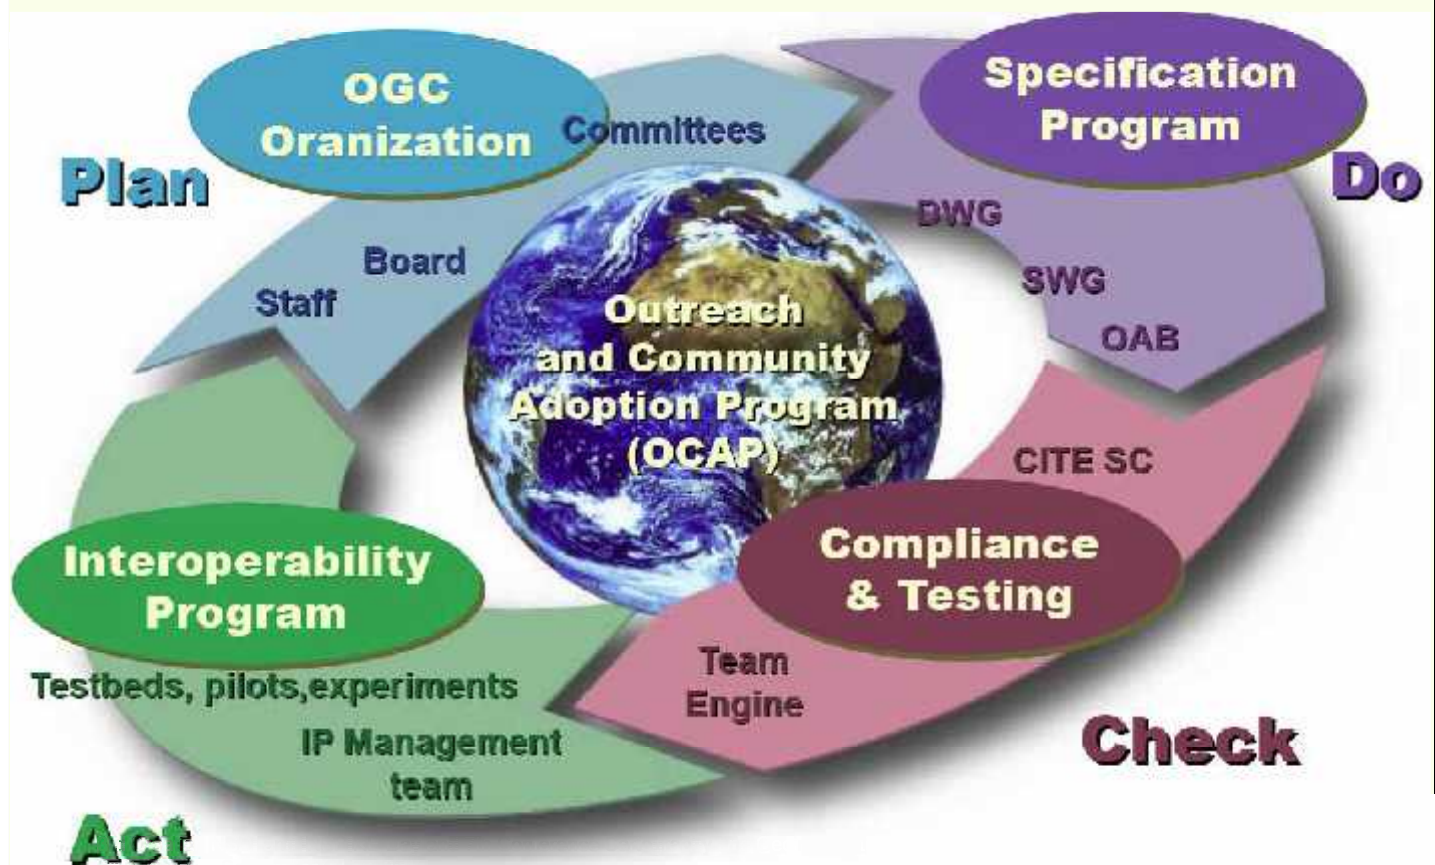 OGC
Oranization
Committees
Plan
Board
Staff
Specification
Program
Do
DWG
SWG
OAB
Outreach
and Community
Adoption Program
(OCAP)
CITE SC
Compliance
& Testing
Team
Engine
Check
Interoperability
Program
Testbeds, pilots,experiments
IP Management
team
Act